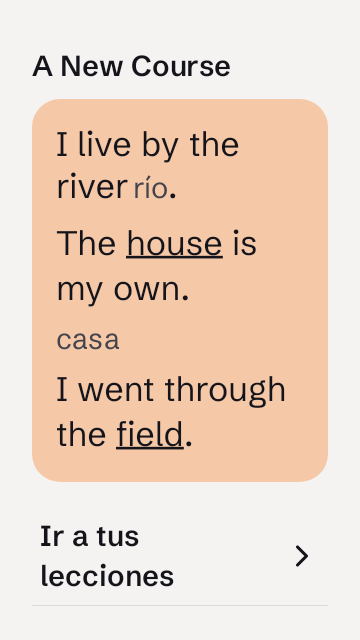 A New Course
I live by the
river río.
The house is
my own.
casa
I went through
the field.
Ir a tus
lecciones